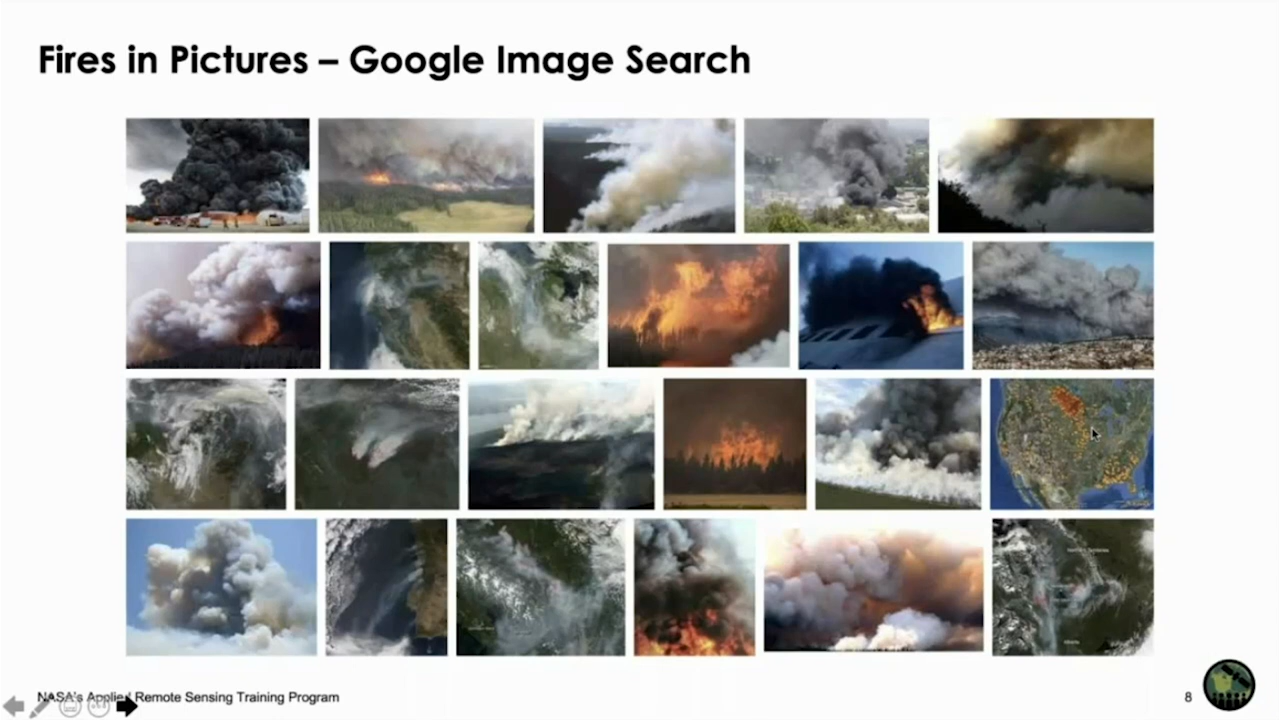 Fires in Pictures – Google Image Search
NASA's Applied Remote Sensing Training Program
8